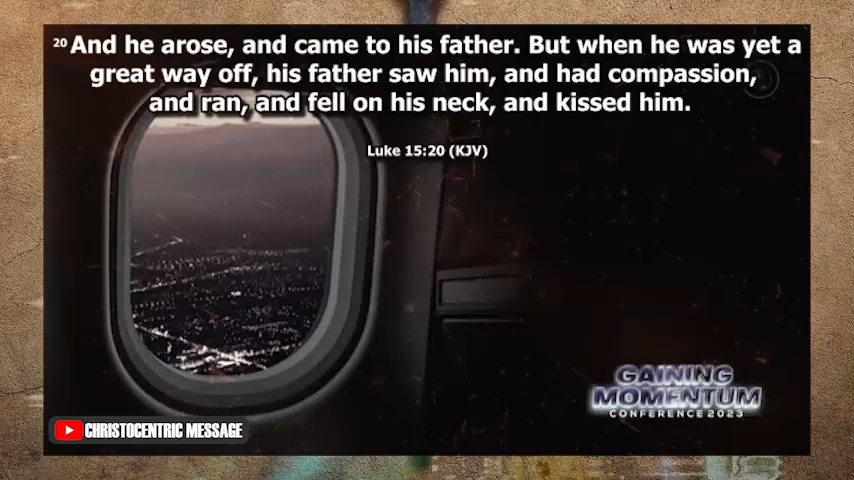 20 And he arose, and came to his father. But when he was yet a
great way off, his father saw him, and had compassion,
and ran, and fell on his neck, and kissed him.
Luke 15:20 (KJV)
GAINING
MOMENTUM
CONFERENCE 2023
CHRISTOCENTRIC MESSAGE